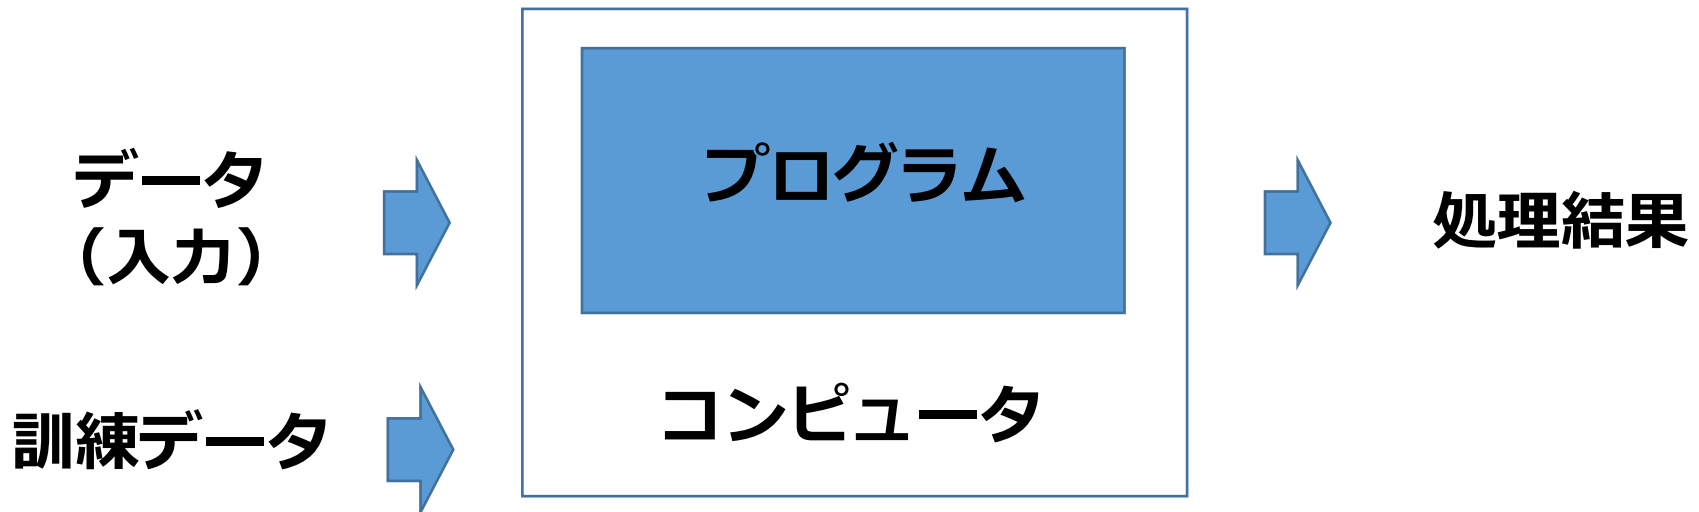 データ
（入力）
訓練データ
プログラム
コンピュータ
処理結果